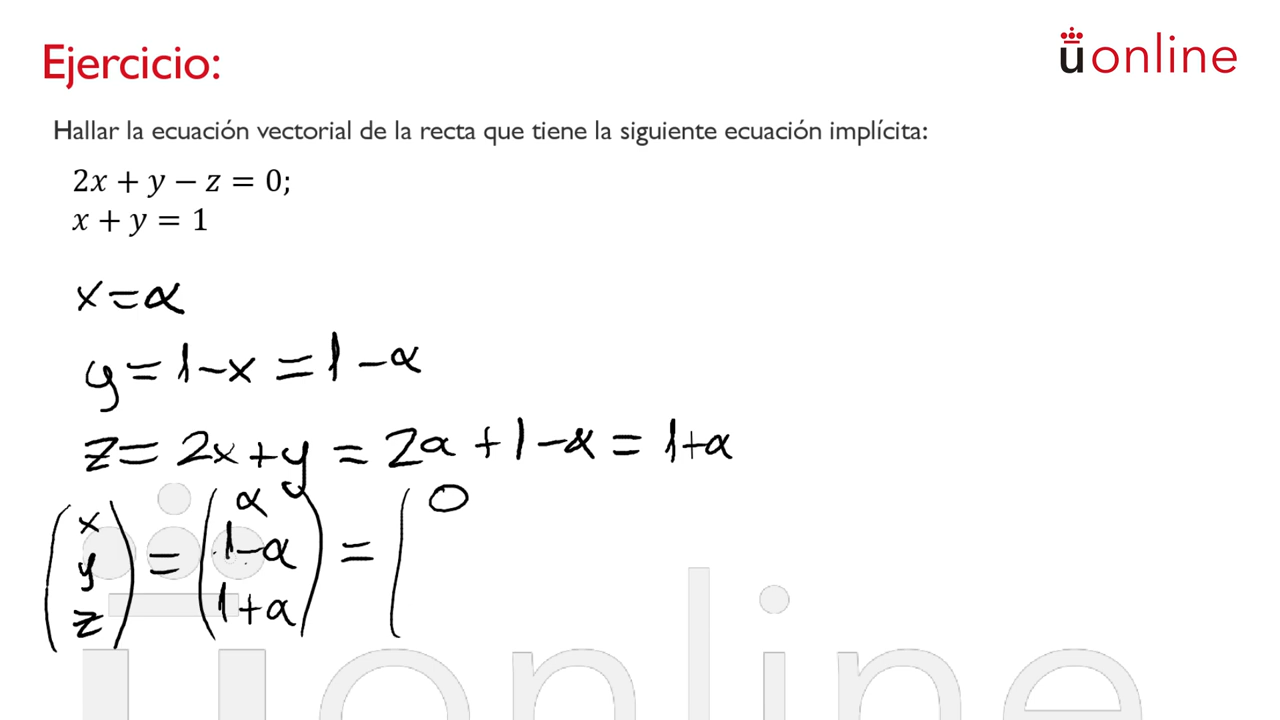 Ejercicio:
üonline
Hallar la ecuación vectorial de la recta que tiene la siguiente ecuación implícita:
2x + y − z = 0;
x + y = 1
x = α
y = 1 − x = 1 − α
z = 2x + y = 2α + 1 − α = 1 + α
(x y z) = (α 1−α 1+α) = (0
üonline